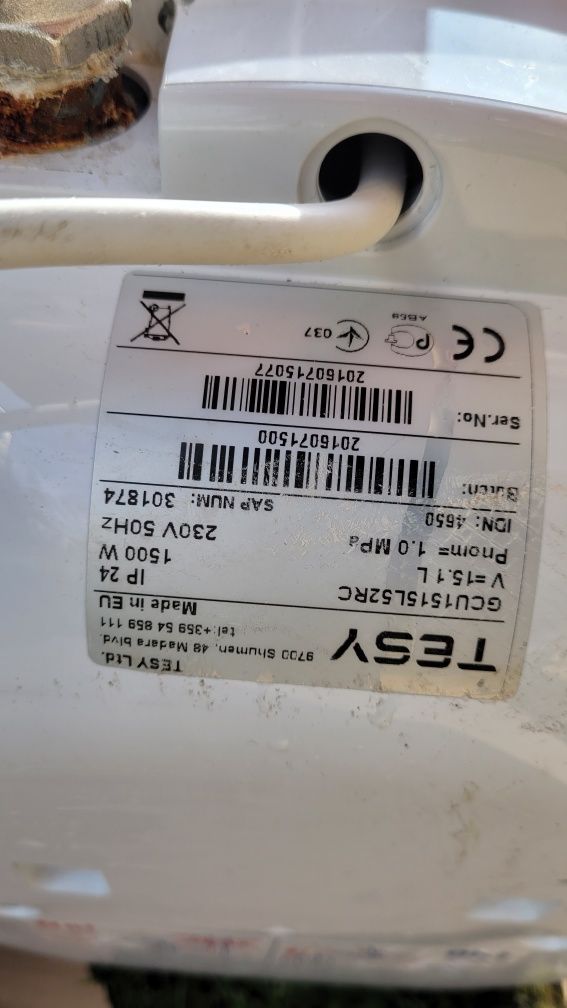 TESY
TESY Ltd.
9700 Shumen, 48 Madara blvd.
tel:+359 54 859 111
GCU1515L52RC Made in EU
V=15.1 L IP 24
Pnom= 1.0 MPa 1500 W
IDN: 4650 230V 50Hz
SAP NUM: 301874
Batch:
2016071500
Ser.No:
20160715077
CE
АВ69
037